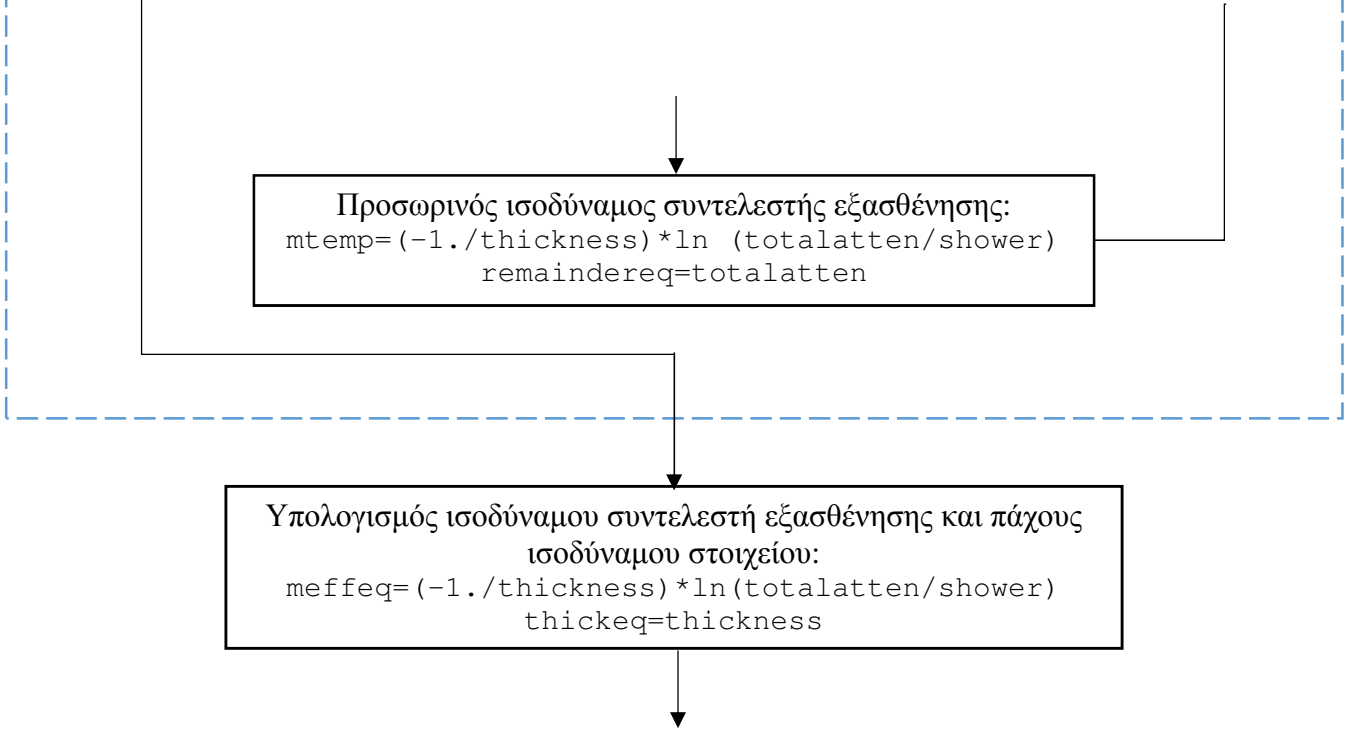 Προσωρινός ισοδύναμος συντελεστής εξασθένησης:
mtemp=(-1./thickness)*ln (totalatten/shower)
remaindereq=totalatten
Υπολογισμός ισοδύναμου συντελεστή εξασθένησης και πάχους
ισοδύναμου στοιχείου:
meffeq=(-1./thickness)*ln(totalatten/shower)
thickeq=thickness